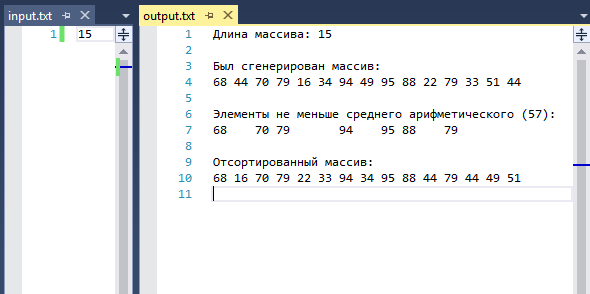 input.txt
1 15
output.txt
1 Длина массива: 15
2
3 Был сгенерирован массив:
4 68 44 70 79 16 34 94 49 95 88 22 79 33 51 44
5
6 Элементы не меньше среднего арифметического (57):
7 68    70 79       94    95 88    79
8
9 Отсортированный массив:
10 68 16 70 79 22 33 94 34 95 88 44 79 44 49 51
11